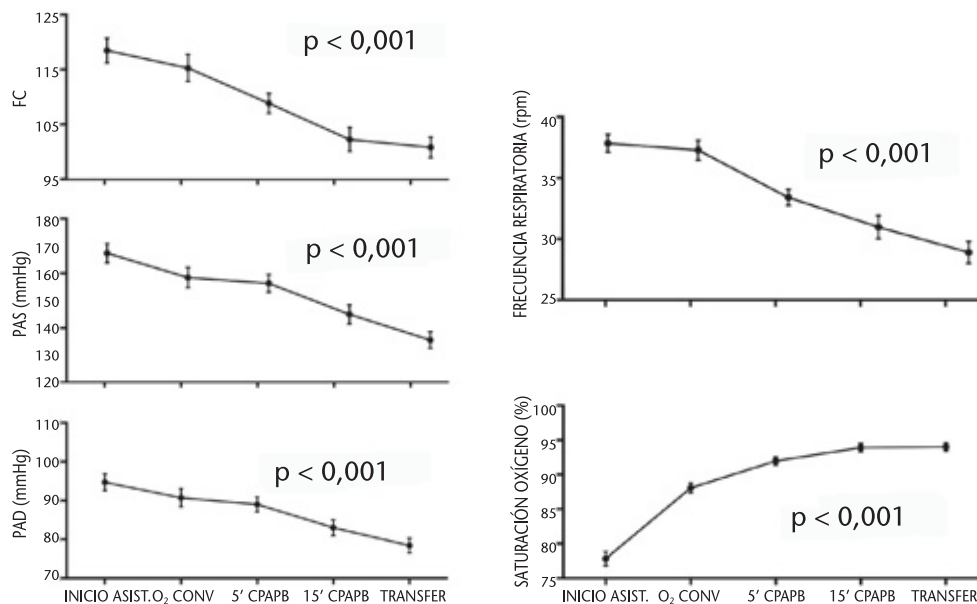 FC
125
115
105
95
p < 0,001
PAS (mmHg)
180
170
160
150
140
130
120
p < 0,001
PAD (mmHg)
110
100
90
80
70
p < 0,001
INICIO ASIST. O₂ CONV 5′ CPAPB 15′ CPAPB TRANSFER
FRECUENCIA RESPIRATORIA (rpm)
40
35
30
25
p < 0,001
SATURACIÓN OXÍGENO (%)
100
95
90
85
80
75
p < 0,001
INICIO ASIST. O₂ CONV 5′ CPAPB 15′ CPAPB TRANSFER